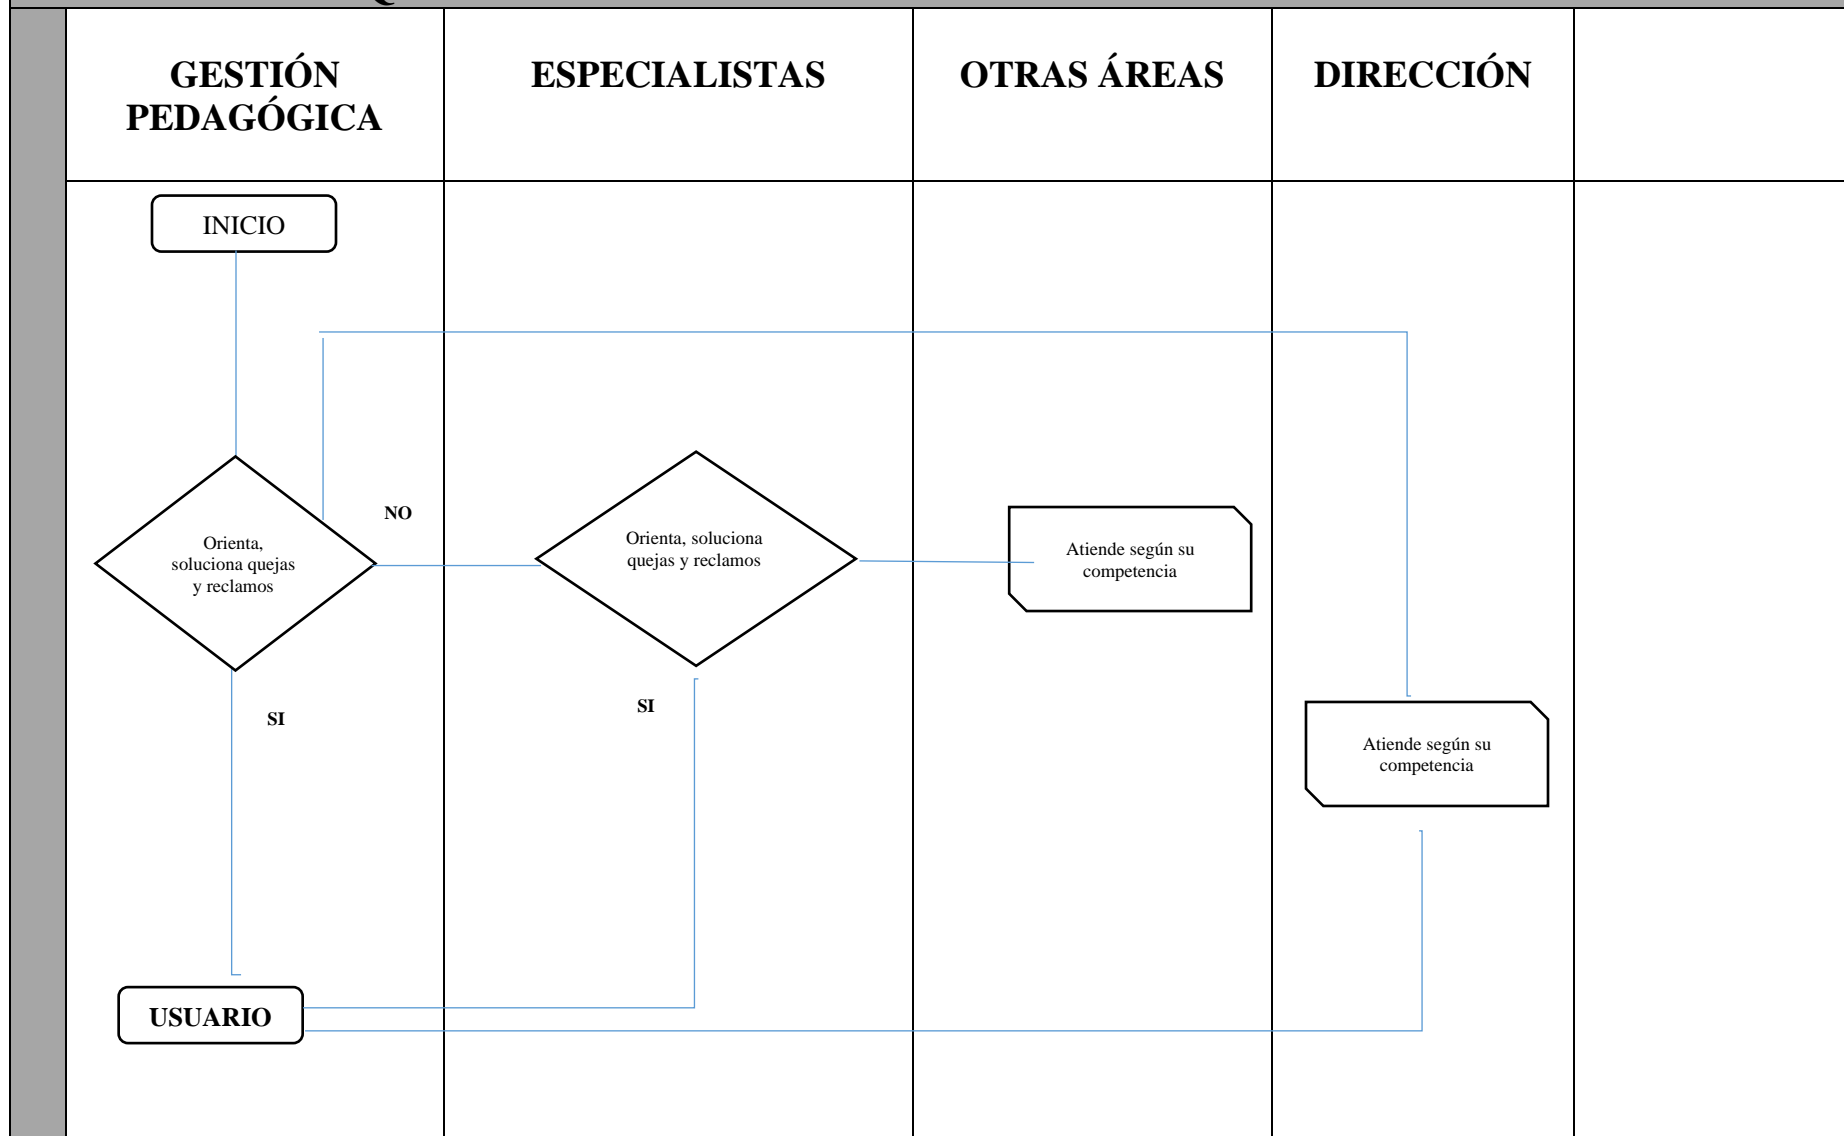 GESTIÓN
PEDAGÓGICA
ESPECIALISTAS
OTRAS ÁREAS
DIRECCIÓN
INICIO
NO
Orienta,
soluciona quejas
y reclamos
Orienta, soluciona
quejas y reclamos
Atiende según su
competencia
SI
SI
Atiende según su
competencia
USUARIO